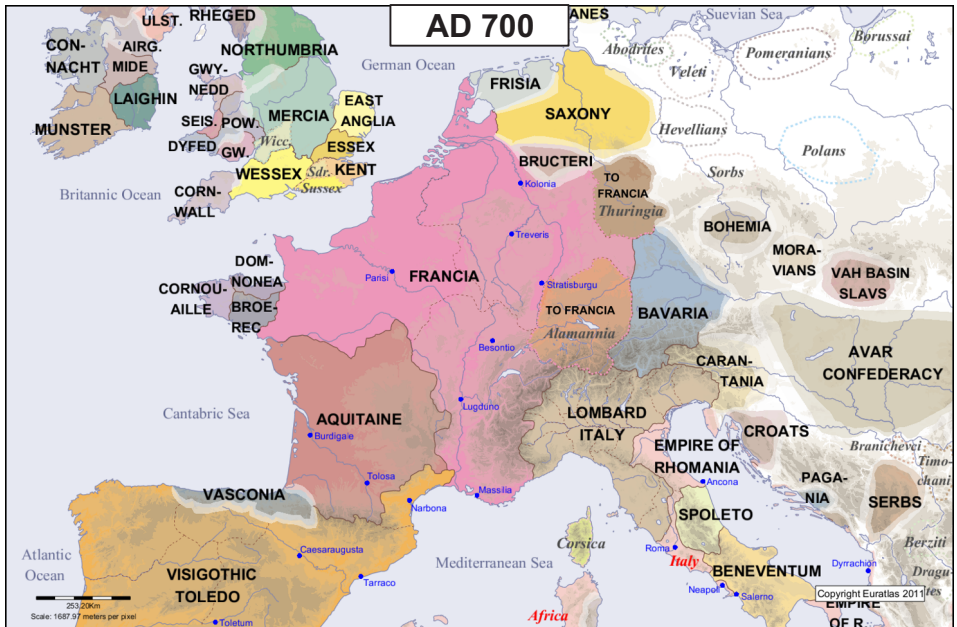 AD 700
ULST.
RHEGED
ANES
Suevian Sea
CON-
NACHT
AIRG.
MIDE
NORTHUMBRIA
German Ocean
Abodrites
Pomeranians
Borussai
Veleti
GWY-
NEDD
FRISIA
LAIGHIN
MERCIA
EAST
ANGLIA
SAXONY
MUNSTER
SEIS.
POW.
Hevellians
DYFED
Wicc.
ESSEX
GW.
Polans
WESSEX
Sdr.
Sussex
KENT
BRUCTERI
Sorbs
Britannic Ocean
CORN-
WALL
Kolonia
TO
FRANCIA
Thuringia
BOHEMIA
Treveris
MORA-
VIANS
DOM-
NONEA
Parisi
FRANCIA
VAH BASIN
SLAVS
CORNOU-
AILLE
Stratisburgu
BROE-
REC
TO FRANCIA
Alamannia
BAVARIA
Besontio
AVAR
CONFEDERACY
CARAN-
TANIA
Cantabric Sea
Lugduno
AQUITAINE
LOMBARD
ITALY
Burdigale
CROATS
EMPIRE OF
RHOMANIA
Branichevci
Timo-
chani
Tolosa
Ancona
PAGA-
NIA
VASCONIA
Massilia
SERBS
Narbona
SPOLETO
Atlantic
Ocean
Caesaraugusta
Corsica
Roma
Italy
Berziti
Mediterranean Sea
VISIGOTHIC
TOLEDO
Tarraco
BENEVENTUM
Dyrrachion
Dragu-
ites
Neapoli
Salerno
253.20Km
Scale: 1687.97 meters per pixel
Toletum
Africa
Copyright Euratlas 2011
EMPIRE
OF R.